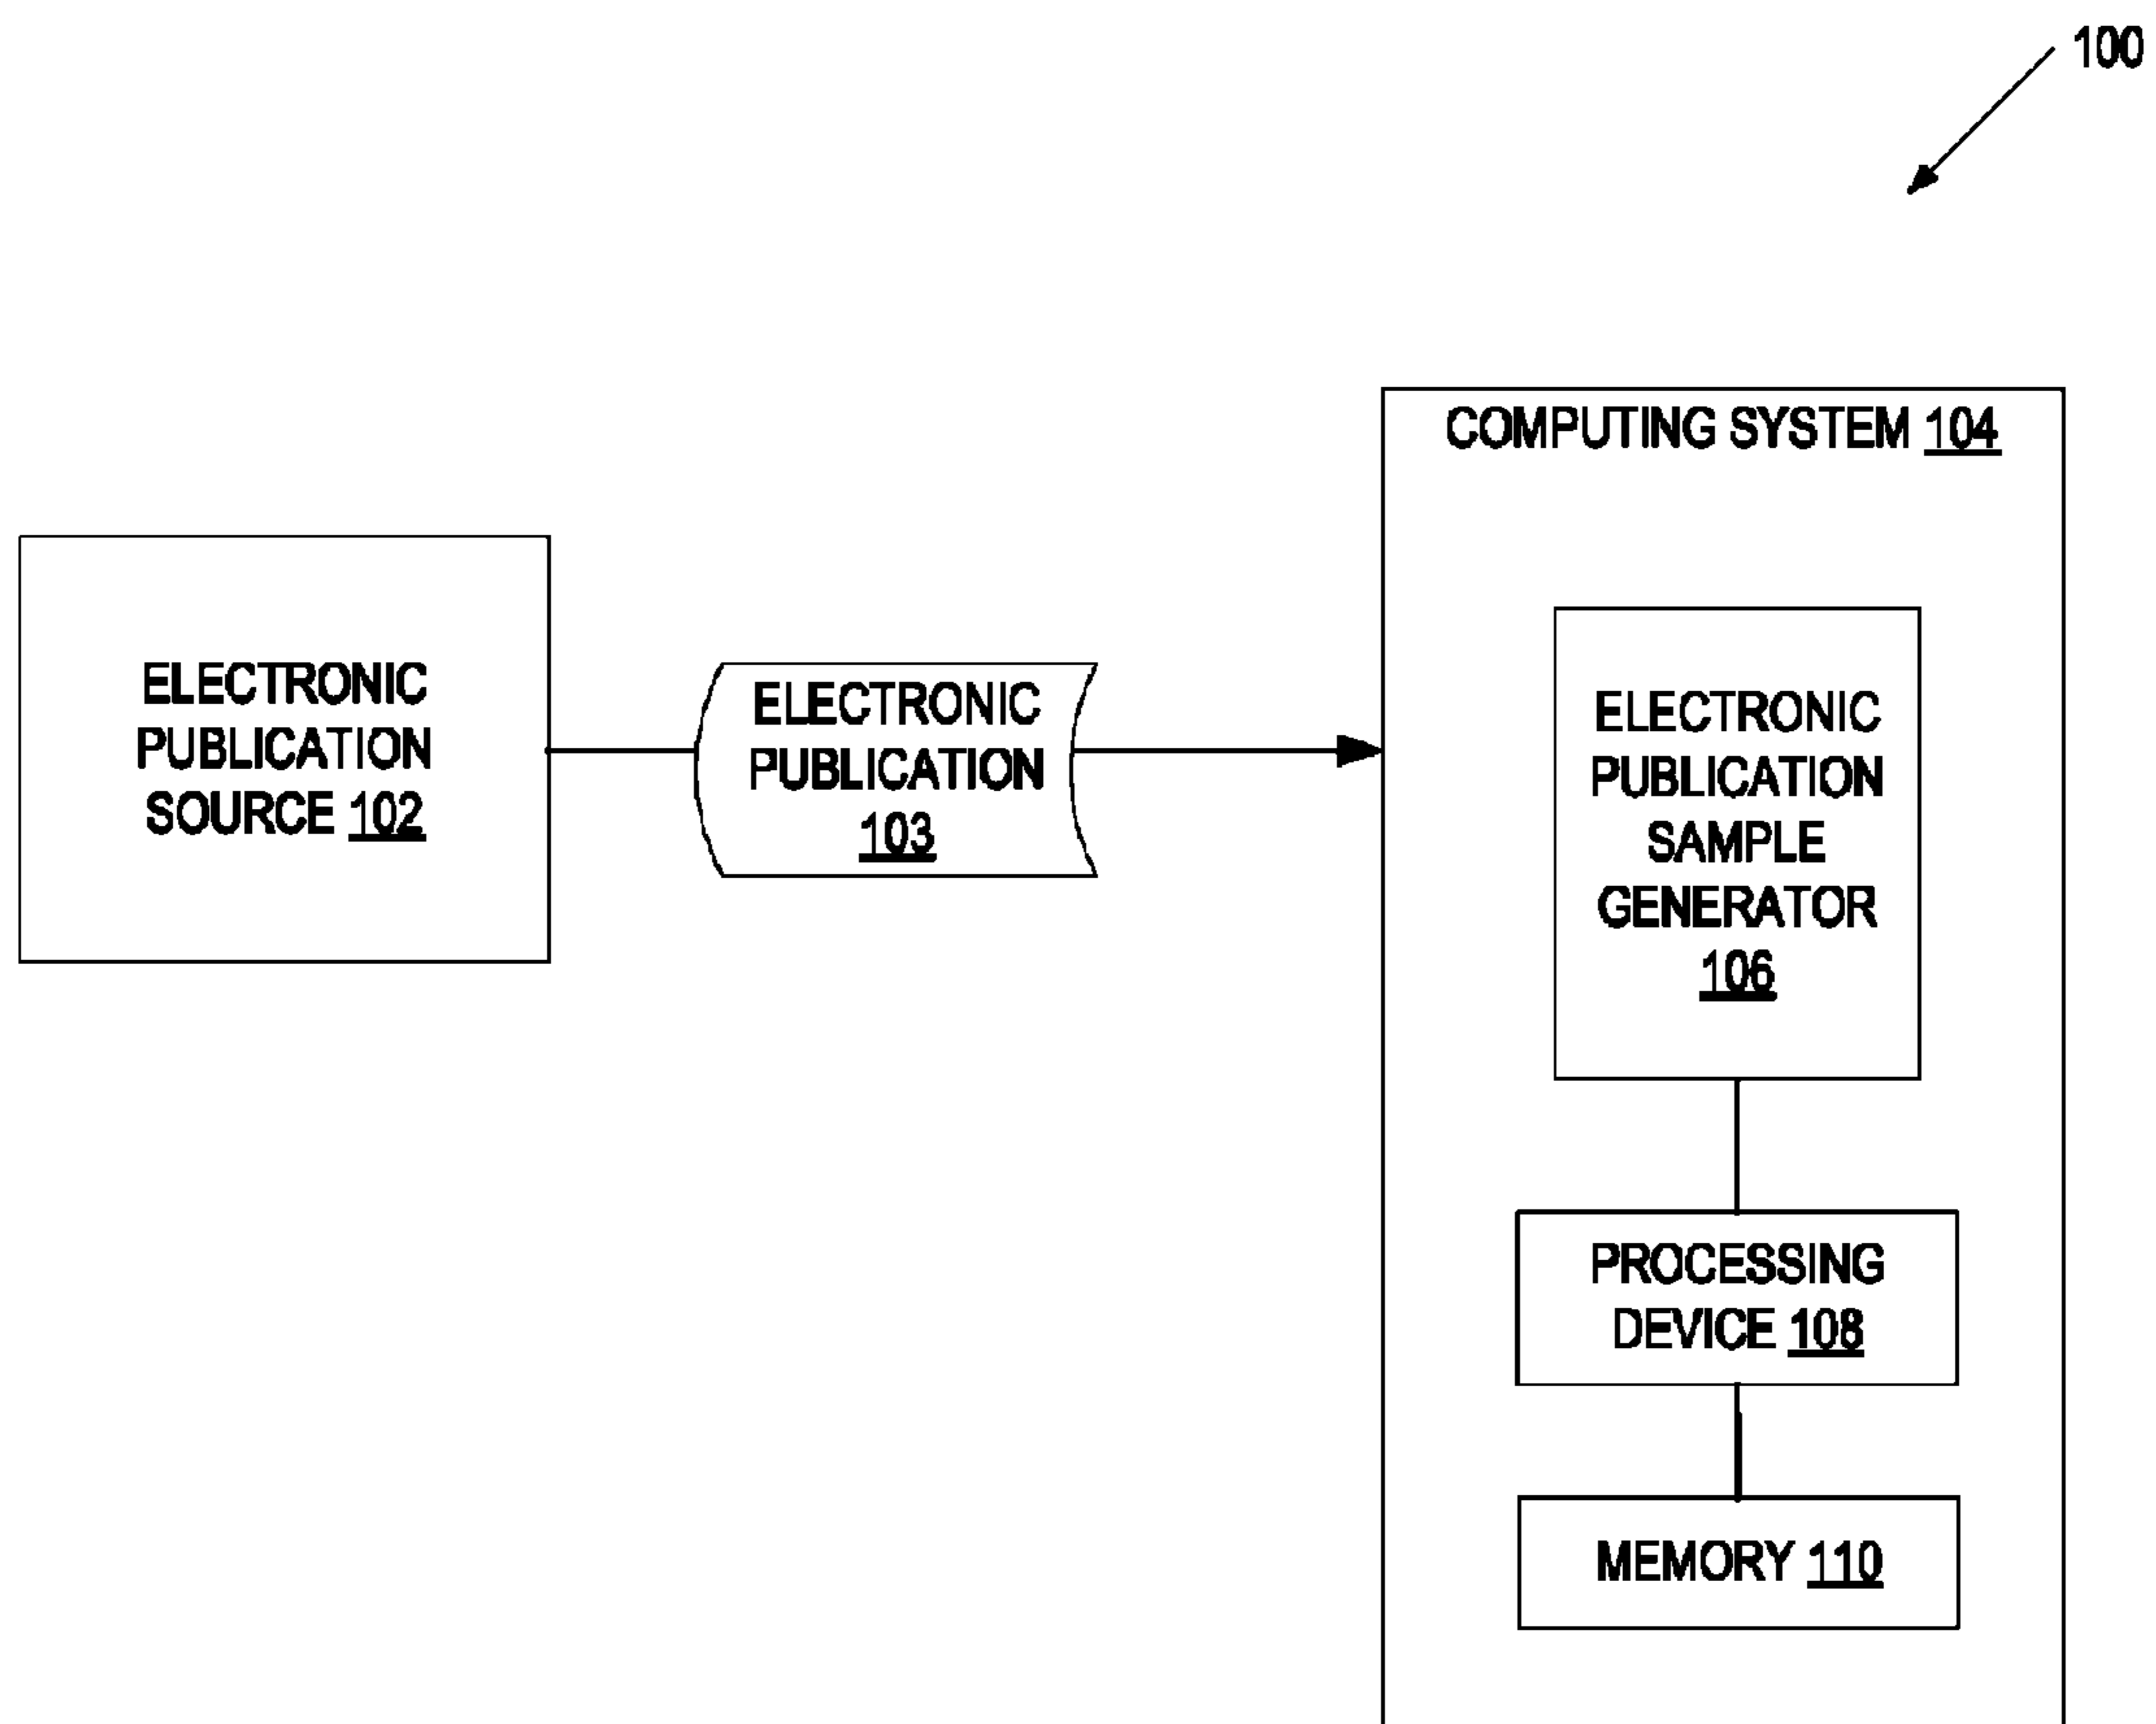 100
COMPUTING SYSTEM 104
ELECTRONIC
PUBLICATION
SOURCE 102
ELECTRONIC
PUBLICATION
103
ELECTRONIC
PUBLICATION
SAMPLE
GENERATOR
106
PROCESSING
DEVICE 108
MEMORY 110